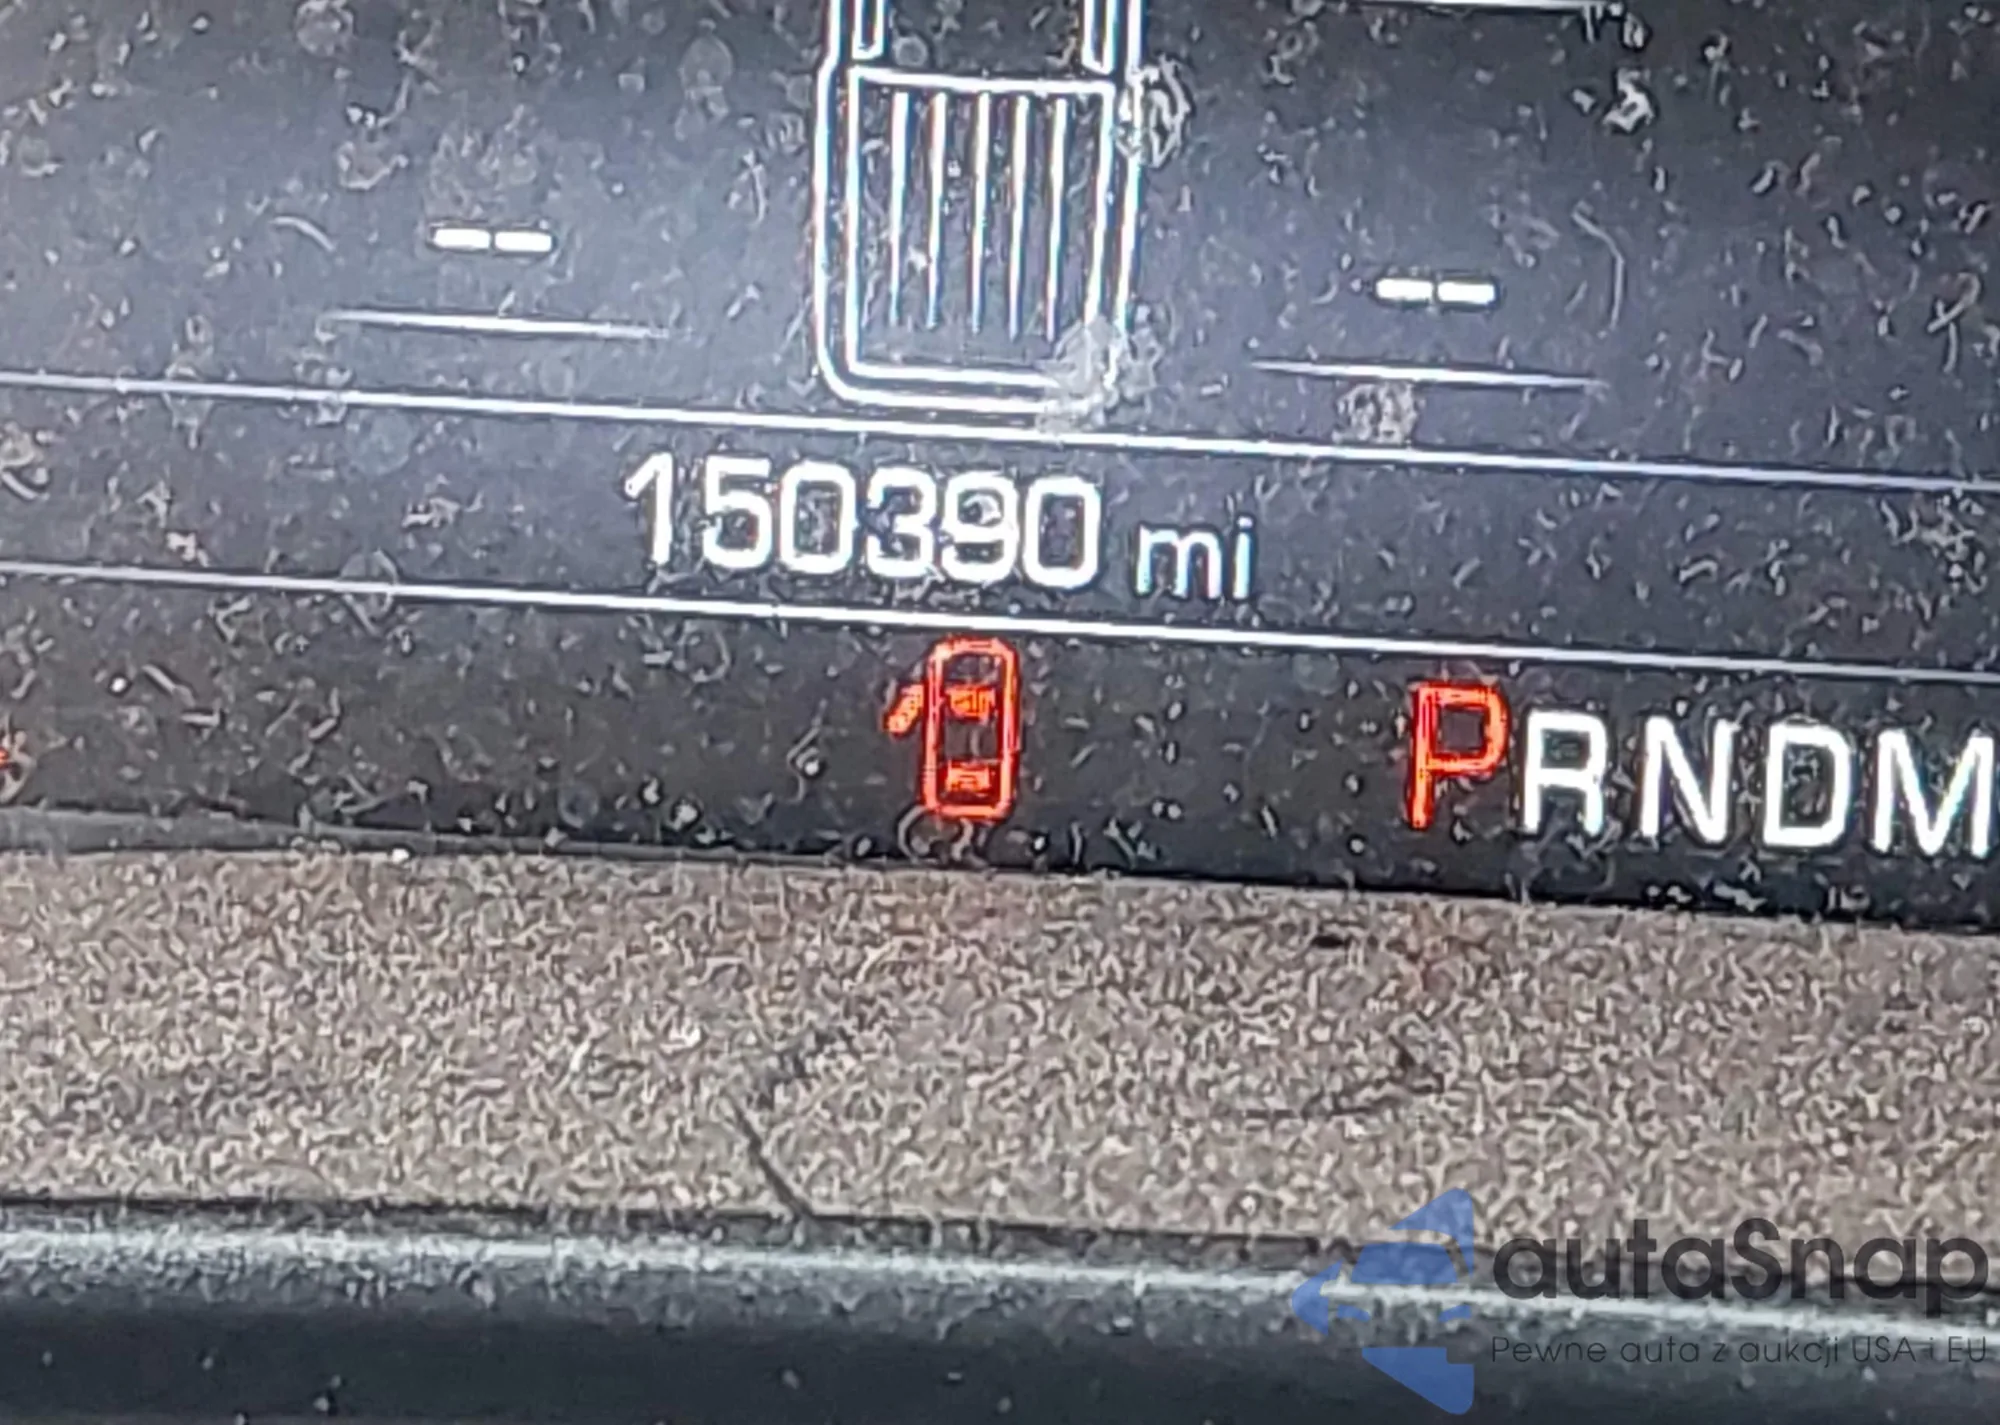 -- --
150390 mi
PRNDM
autaSnap
Pewne auta z aukcji USA i EU